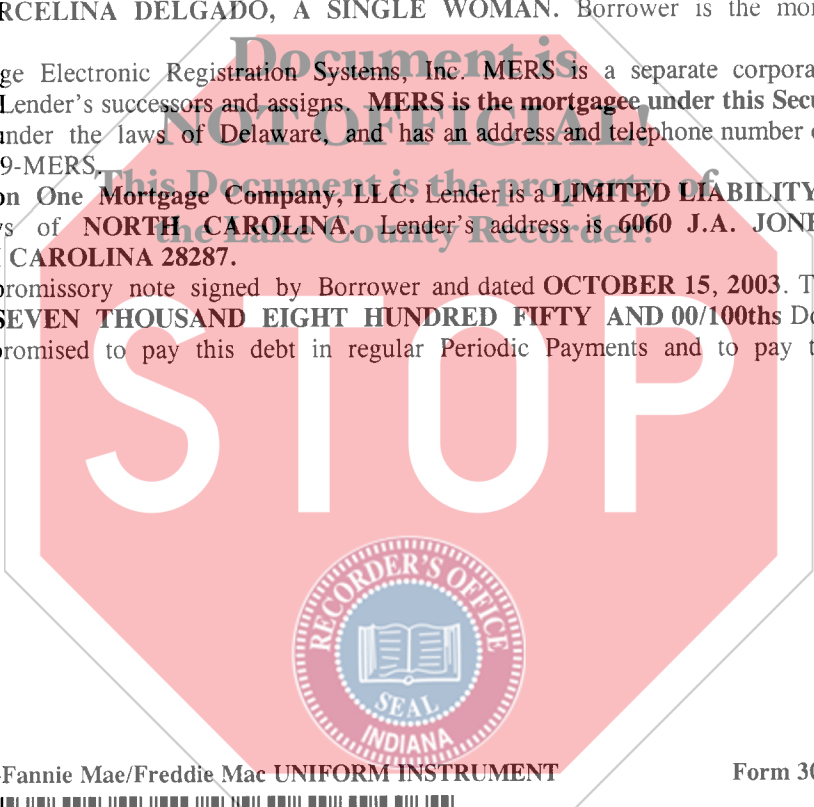 RCELINA DELGADO, A SINGLE WOMAN. Borrower is the mor
Document is
ge Electronic Registration Systems, Inc. MERS is a separate corpora
Lender's successors and assigns. MERS is the mortgagee under this Secu
NOT OFFICIAL!
under the laws of Delaware, and has an address and telephone number
9-MERS.
This Document is the property of
on One Mortgage Company, LLC. Lender is a LIMITED LIABILITY
s of NORTH CAROLINA. Lender's address is 6060 J.A. JONE
the Lake County Recorder!
CAROLINA 28287.
promissory note signed by Borrower and dated OCTOBER 15, 2003. T
SEVEN THOUSAND EIGHT HUNDRED FIFTY AND 00/100ths Do
promised to pay this debt in regular Periodic Payments and to pay t
STOP
RECORDER'S OFFICE
SEAL
INDIANA
-Fannie Mae/Freddie Mac UNIFORM INSTRUMENT
Form 30